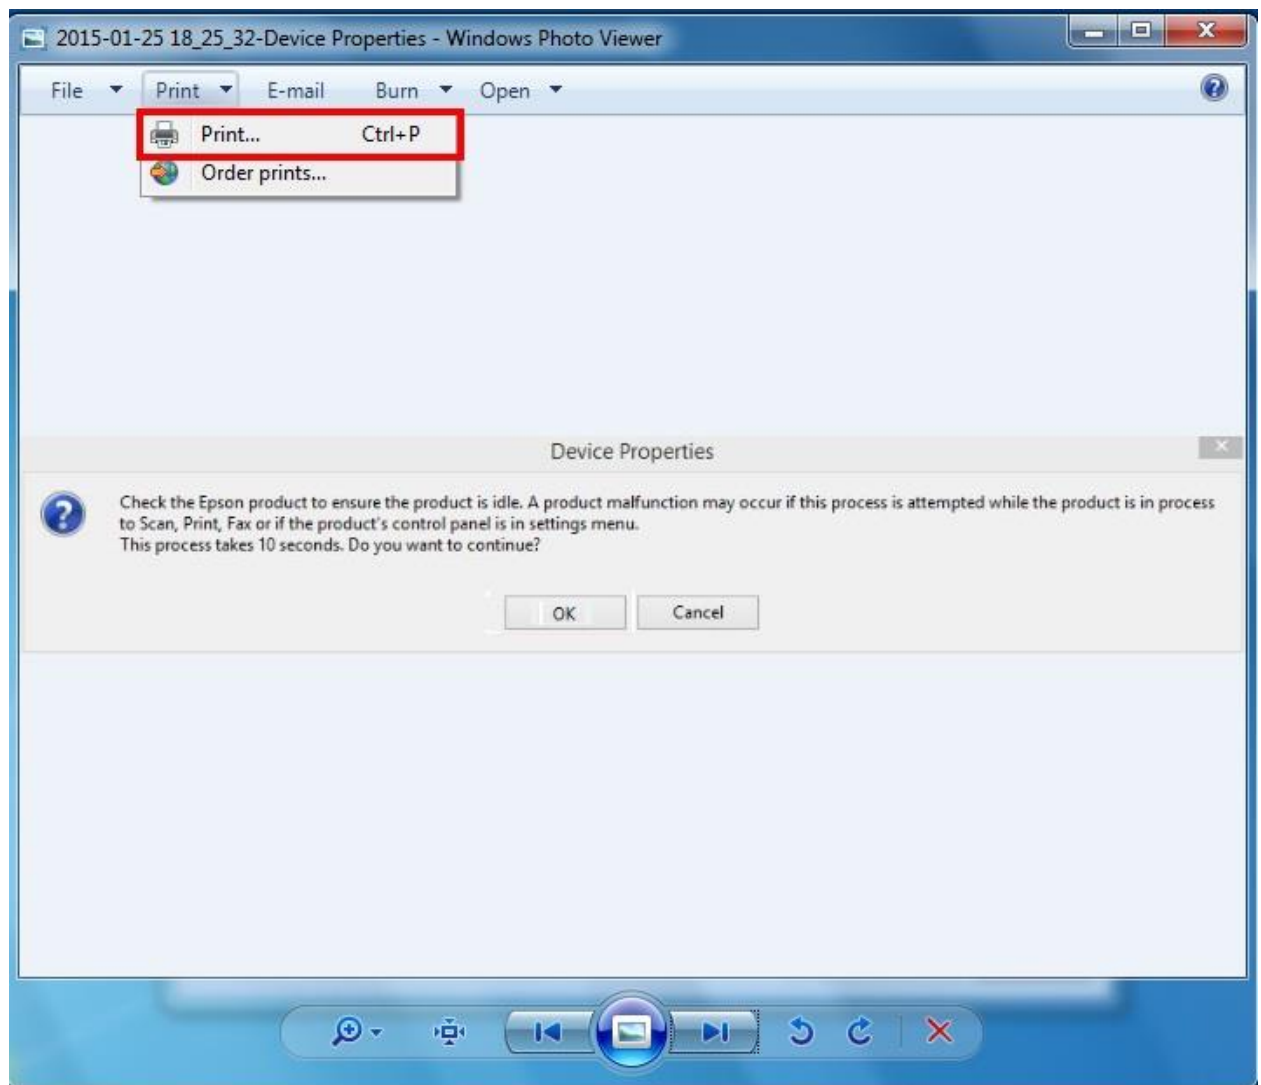 2015-01-25 18_25_32-Device Properties - Windows Photo Viewer
File Print E-mail Burn Open
Print... Ctrl+P
Order prints...
Device Properties
Check the Epson product to ensure the product is idle. A product malfunction may occur if this process is attempted while the product is in process
to Scan, Print, Fax or if the product's control panel is in settings menu.
This process takes 10 seconds. Do you want to continue?
OK Cancel